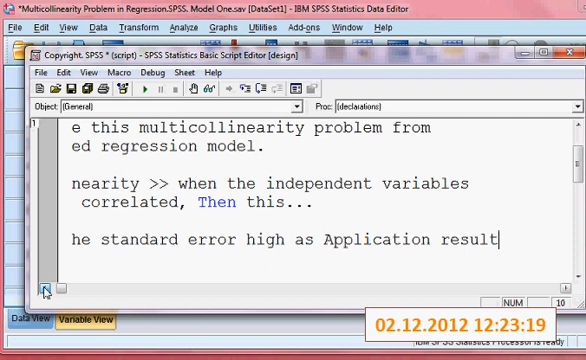 *Multicollinearity Problem in Regression.SPSS. Model One.sav [DataSet1] - IBM SPSS Statistics Data Editor
File Edit View Data Transform Analyze Graphs Utilities Add-ons Window Help
Copyright. SPSS * (script) - SPSS Statistics Basic Script Editor [design]
File Edit View Macro Debug Sheet Help
Object: (General) Proc: (declarations)
1
e this multicollinearity problem from
ed regression model.
nearity >> when the independent variables
correlated, Then this...
he standard error high as Application result
NUM 10
Data View Variable View
02.12.2012 12:23:19
IBM SPSS Statistics Processor is ready